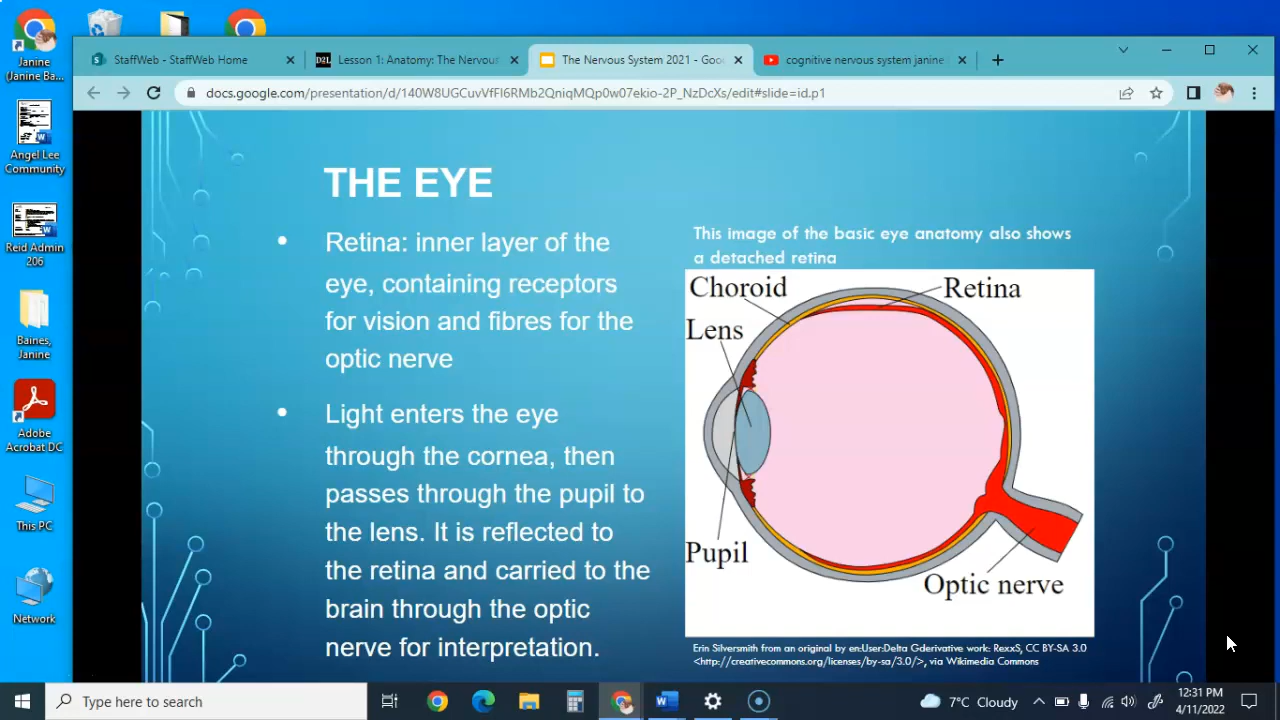 Janine
(Janine Ba...
Angel Lee
Community
Reid Admin
206
Baines,
Janine
Adobe
Acrobat DC
This PC
Network
StaffWeb - StaffWeb Home
D2L
Lesson 1: Anatomy: The Nervous
The Nervous System 2021 - Goo
cognitive nervous system janine
docs.google.com/presentation/d/140W8UGCuvVfFI6RMb2QniqMQp0w07ekio-2P_NzDcXs/edit#slide=id.p1
THE EYE
• Retina: inner layer of the
eye, containing receptors
for vision and fibres for the
optic nerve
• Light enters the eye
through the cornea, then
passes through the pupil to
the lens. It is reflected to
the retina and carried to the
brain through the optic
nerve for interpretation.
This image of the basic eye anatomy also shows
a detached retina
Choroid
Retina
Lens
Pupil
Optic nerve
Erin Silversmith from an original by en:User:Delta Gderivative work: RexxS, CC BY-SA 3.0
<http://creativecommons.org/licenses/by-sa/3.0/>, via Wikimedia Commons
Type here to search
7°C Cloudy
12:31 PM
4/11/2022